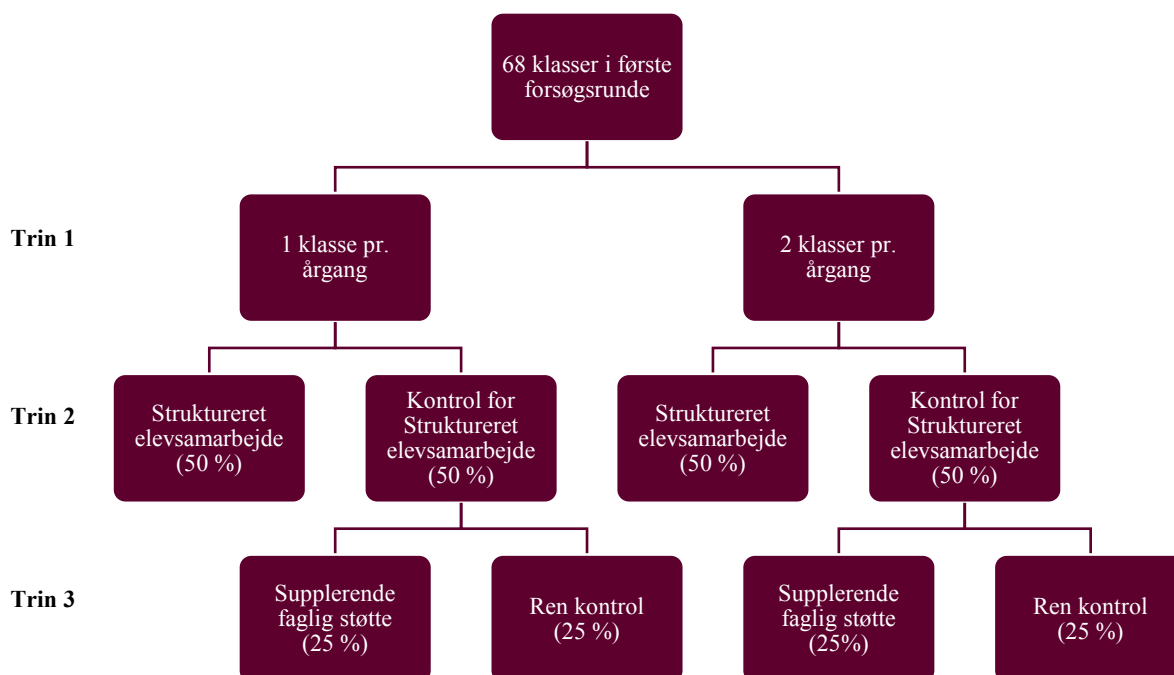 68 klasser i første
forsøgsrunde
Trin 1
1 klasse pr.
årgang
2 klasser pr.
årgang
Trin 2
Struktureret
elevsamarbejde
(50 %)
Kontrol for
Struktureret
elevsamarbejde
(50 %)
Struktureret
elevsamarbejde
(50 %)
Kontrol for
Struktureret
elevsamarbejde
(50 %)
Trin 3
Supplerende
faglig støtte
(25 %)
Ren kontrol
(25 %)
Supplerende
faglig støtte
(25%)
Ren kontrol
(25 %)